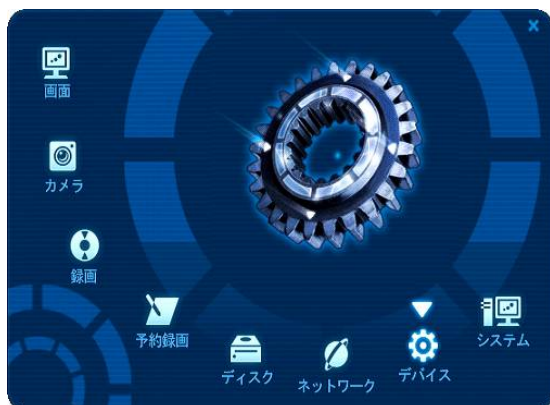 画面
カメラ
録画
予約録画
ディスク
ネットワーク
デバイス
システム